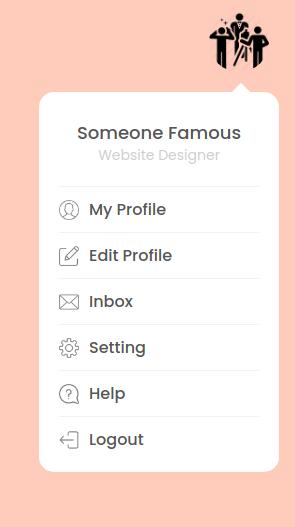 Someone Famous
Website Designer
My Profile
Edit Profile
Inbox
Setting
Help
Logout